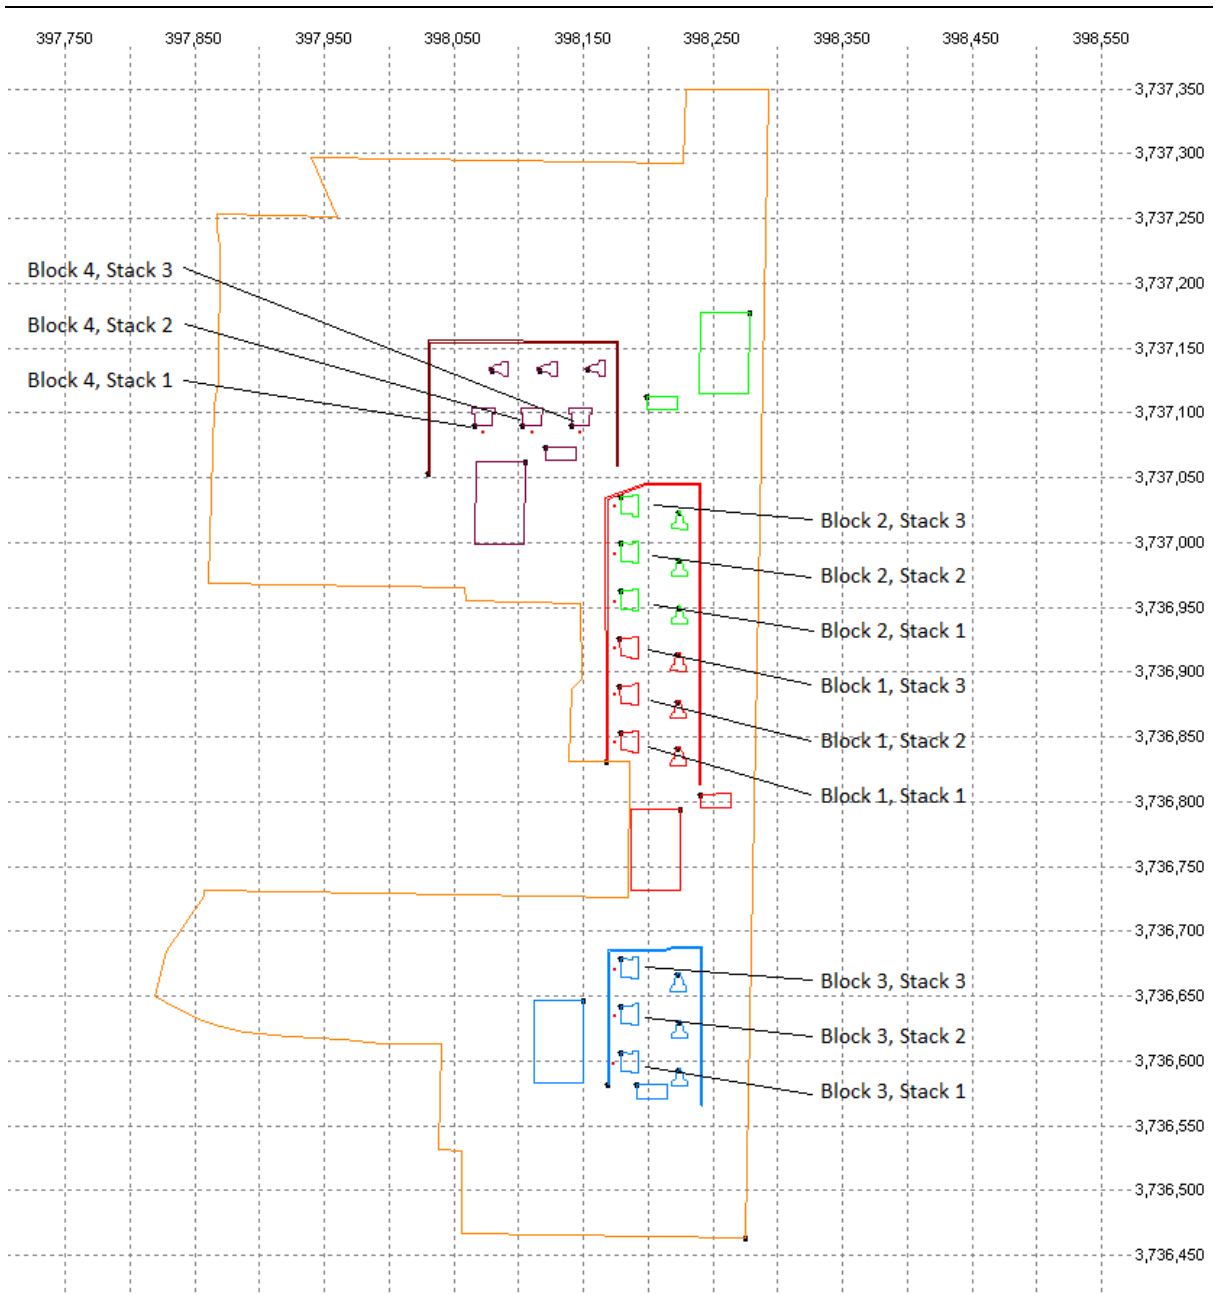 397,750 397,850 397,950 398,050 398,150 398,250 398,350 398,450 398,550
3,737,350
3,737,300
3,737,250
Block 4, Stack 3
3,737,200
Block 4, Stack 2
3,737,150
Block 4, Stack 1
3,737,100
3,737,050
Block 2, Stack 3
3,737,000
Block 2, Stack 2
3,736,950
Block 2, Stack 1
3,736,900
Block 1, Stack 3
3,736,850
Block 1, Stack 2
3,736,800
Block 1, Stack 1
3,736,750
3,736,700
Block 3, Stack 3
3,736,650
Block 3, Stack 2
3,736,600
Block 3, Stack 1
3,736,550
3,736,500
3,736,450